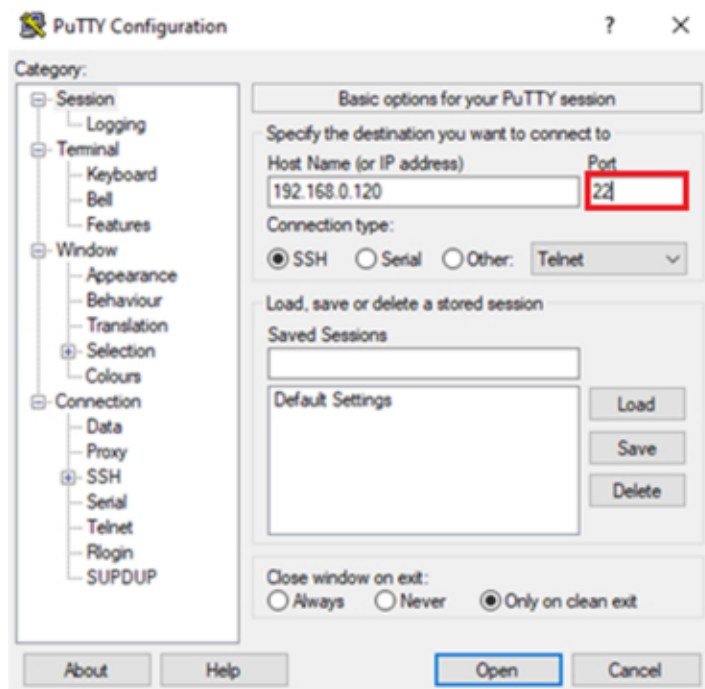 PuTTY Configuration
?
Category:
Session
Logging
Terminal
Keyboard
Bell
Features
Window
Appearance
Behaviour
Translation
Selection
Colours
Connection
Data
Proxy
SSH
Serial
Telnet
Rlogin
SUPDUP
Basic options for your PuTTY session
Specify the destination you want to connect to
Host Name (or IP address) Port
192.168.0.120 22
Connection type:
SSH Serial Other: Telnet
Load, save or delete a stored session
Saved Sessions
Default Settings
Load
Save
Delete
Close window on exit:
Always Never Only on clean exit
About Help Open Cancel